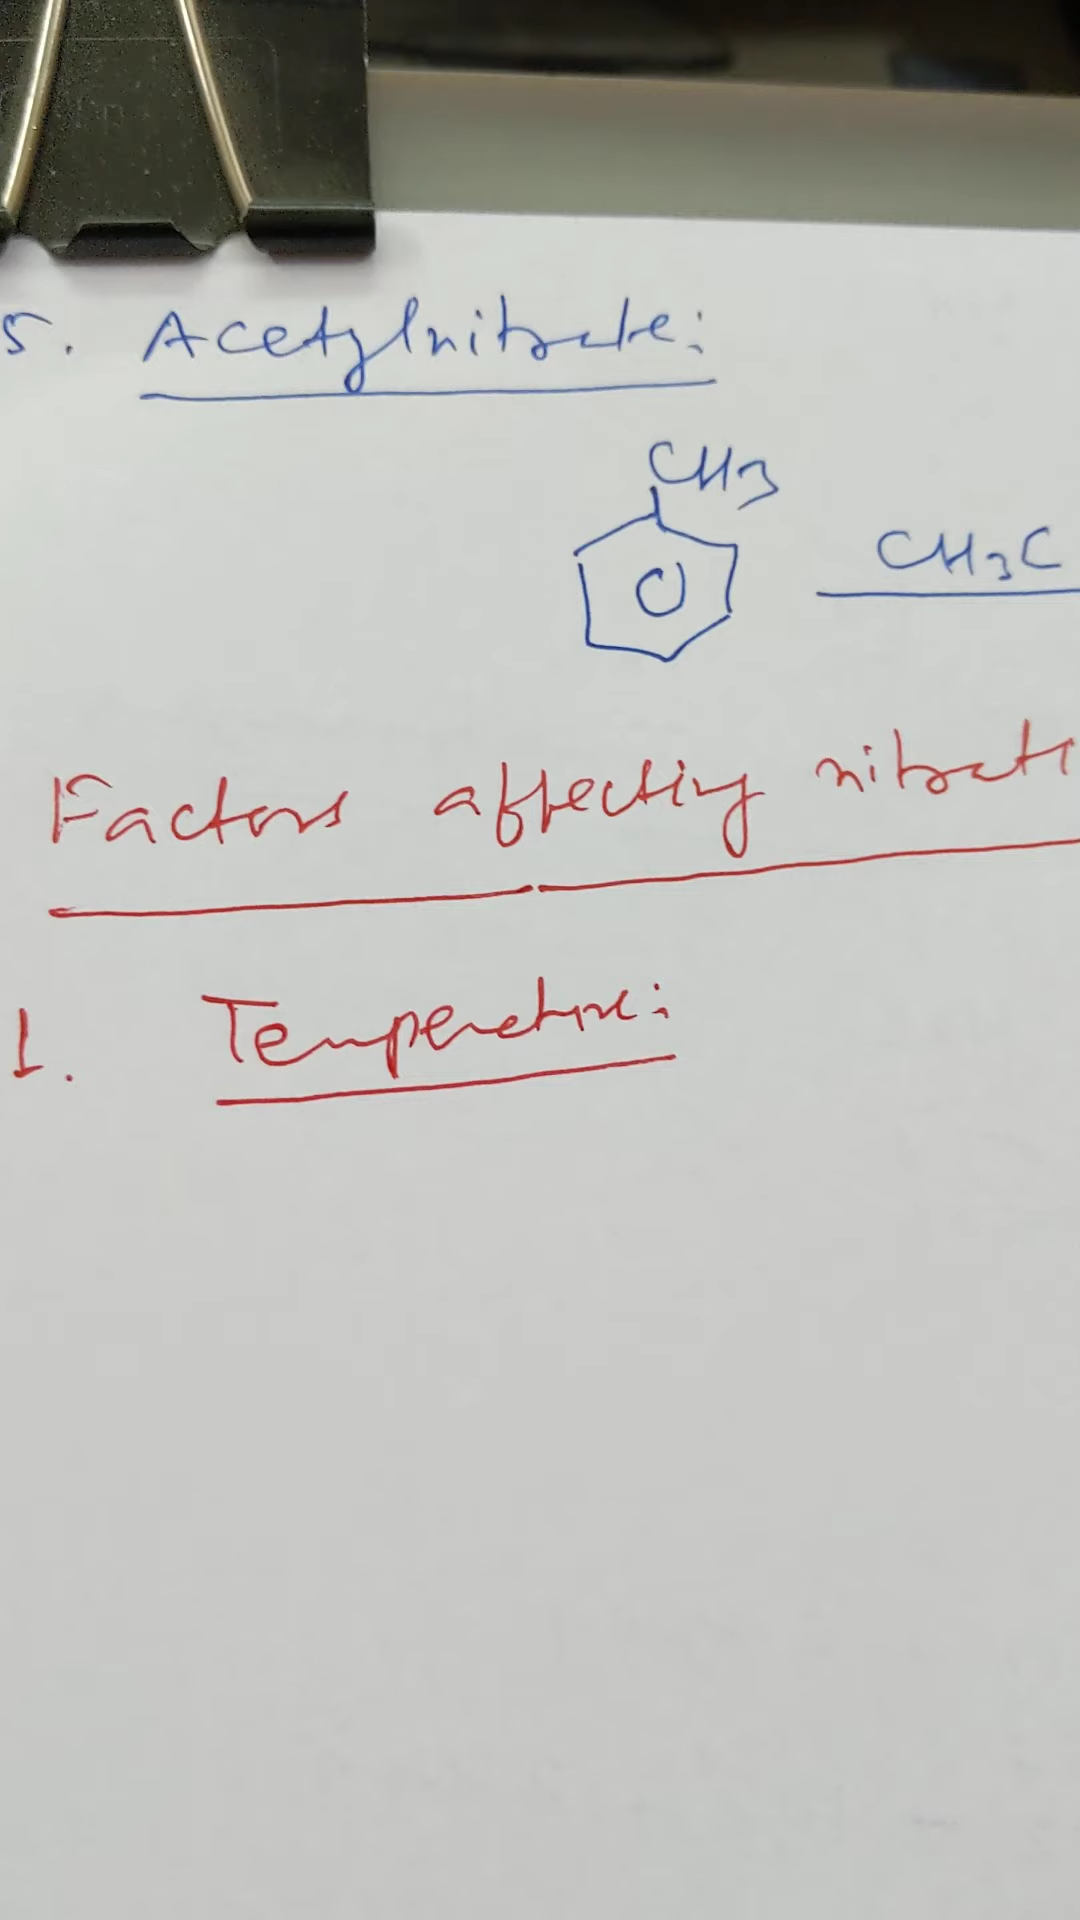 5. Acetylnitrate:
CH3
CH3C
Factors affecting nitrati
1. Temperature: